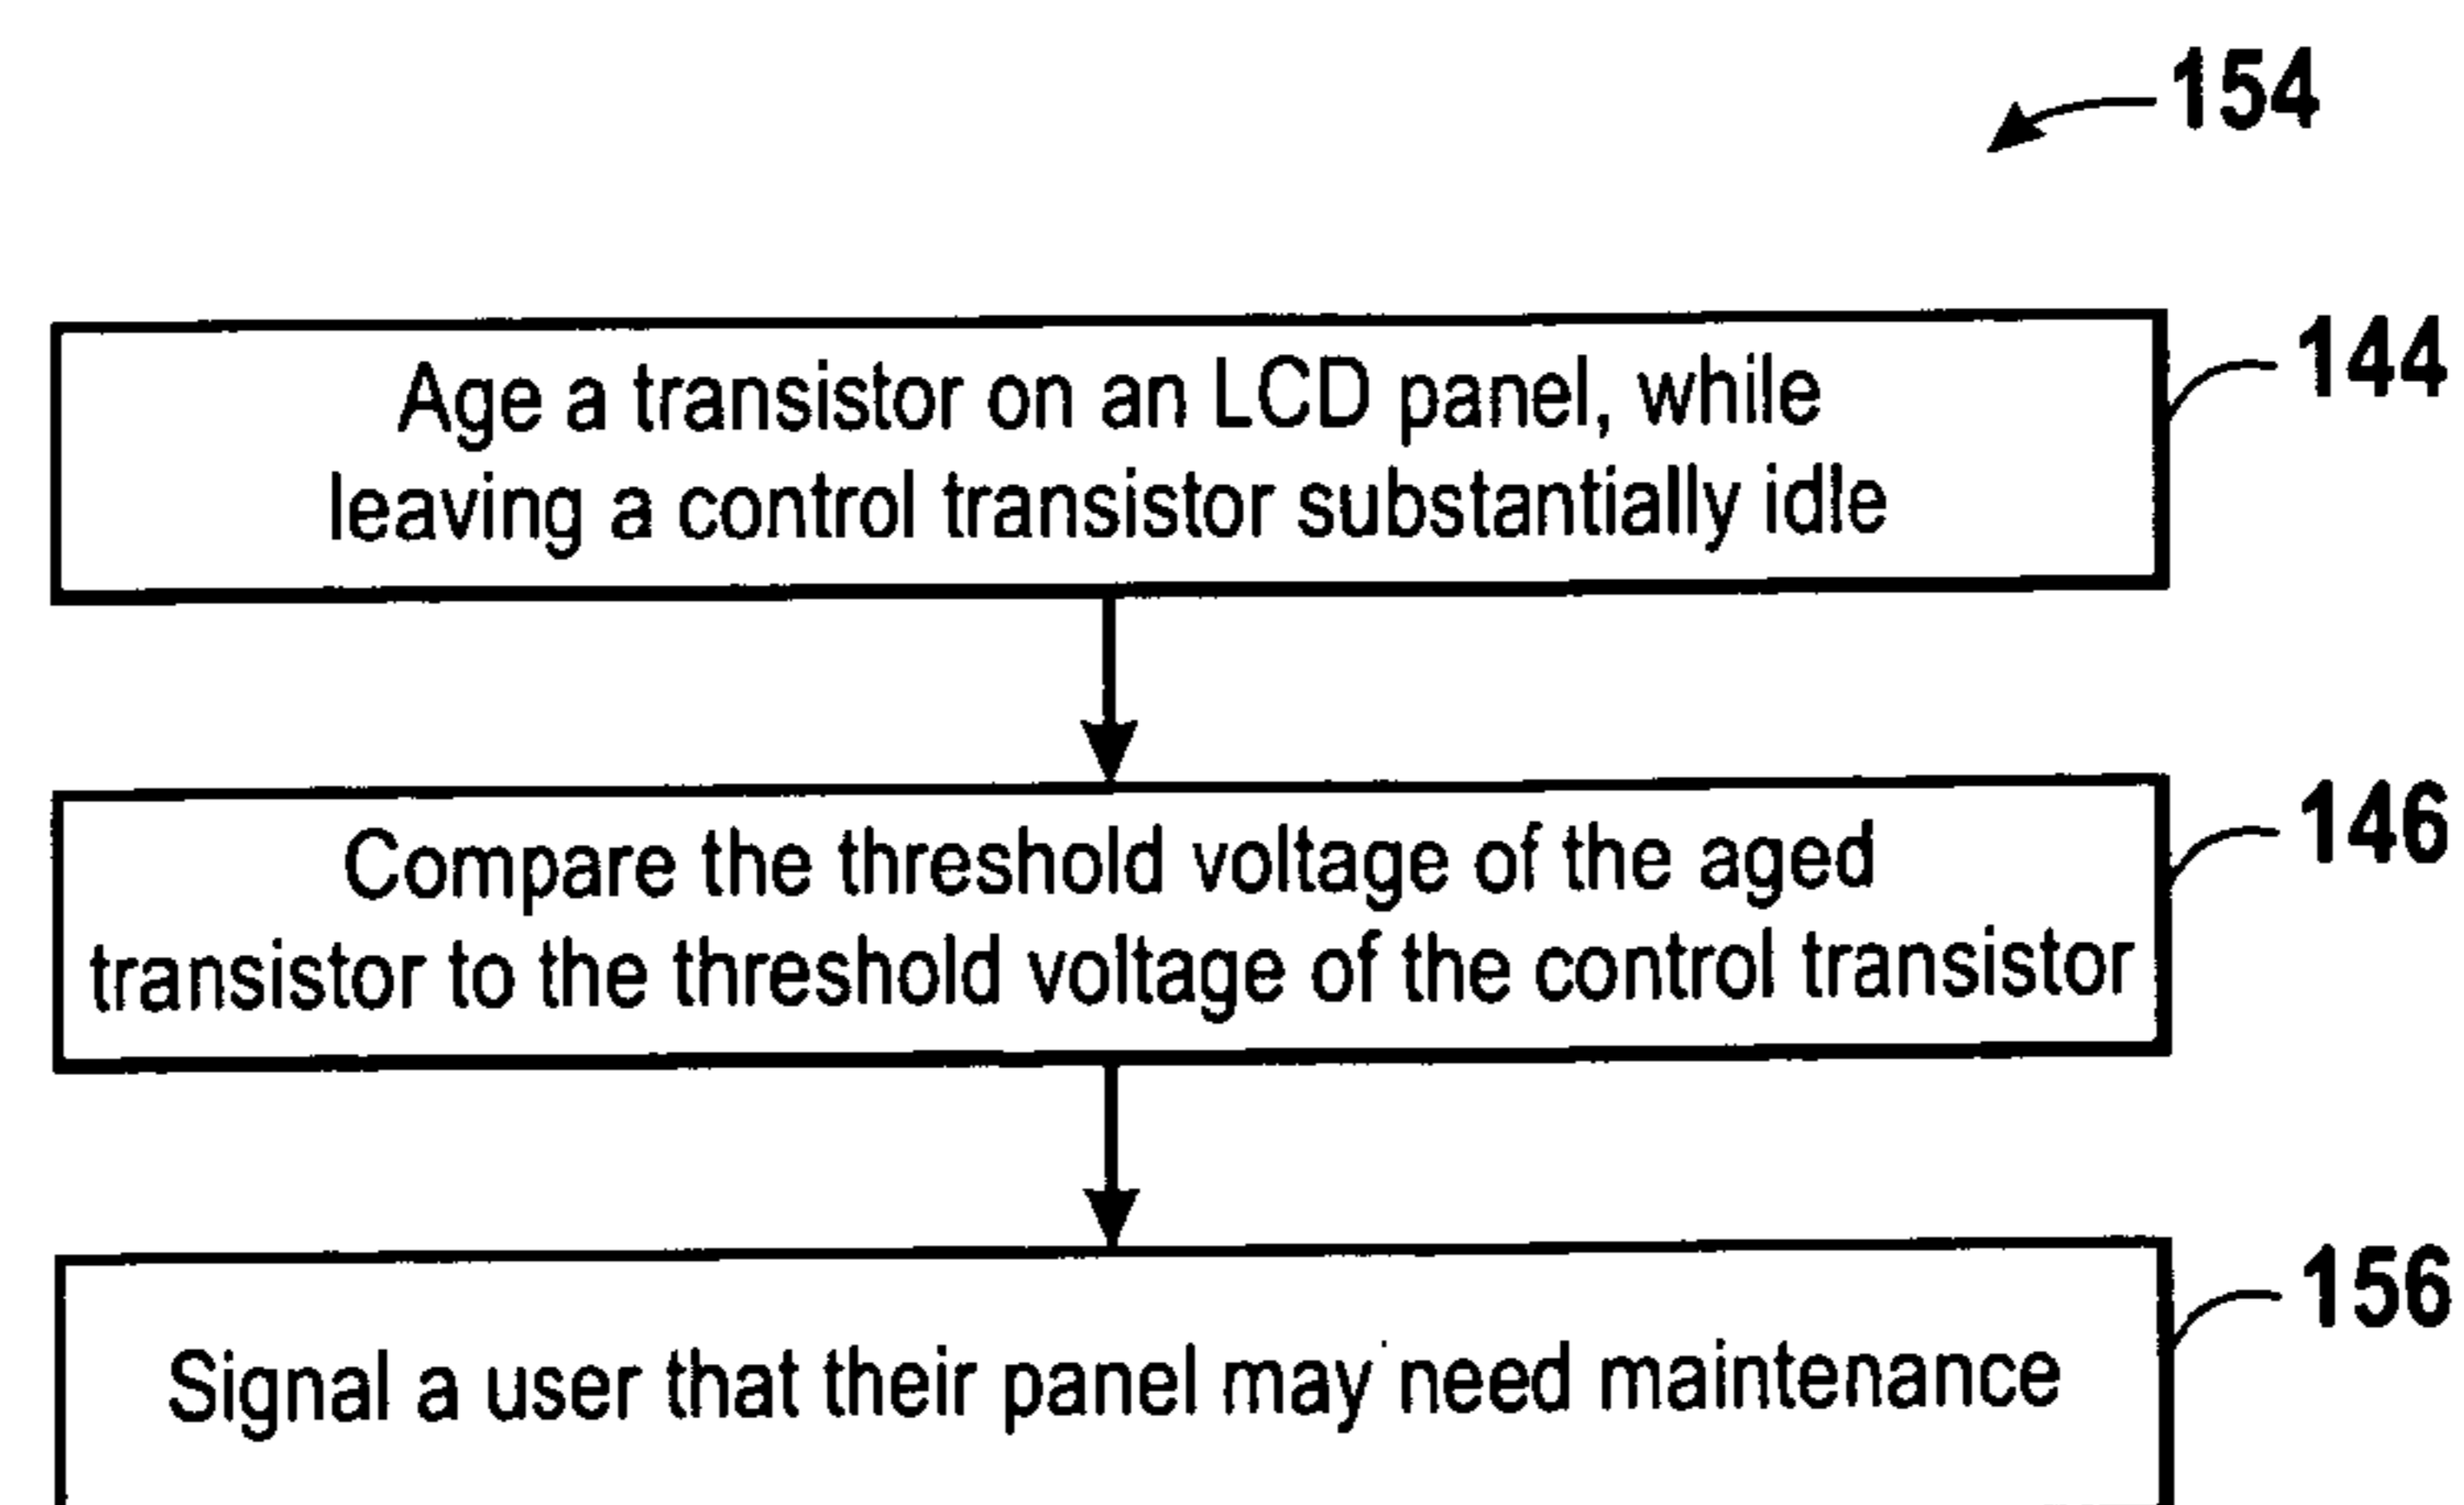 154
Age a transistor on an LCD panel, while
leaving a control transistor substantially idle
144
Compare the threshold voltage of the aged
transistor to the threshold voltage of the control transistor
146
Signal a user that their panel may need maintenance
156